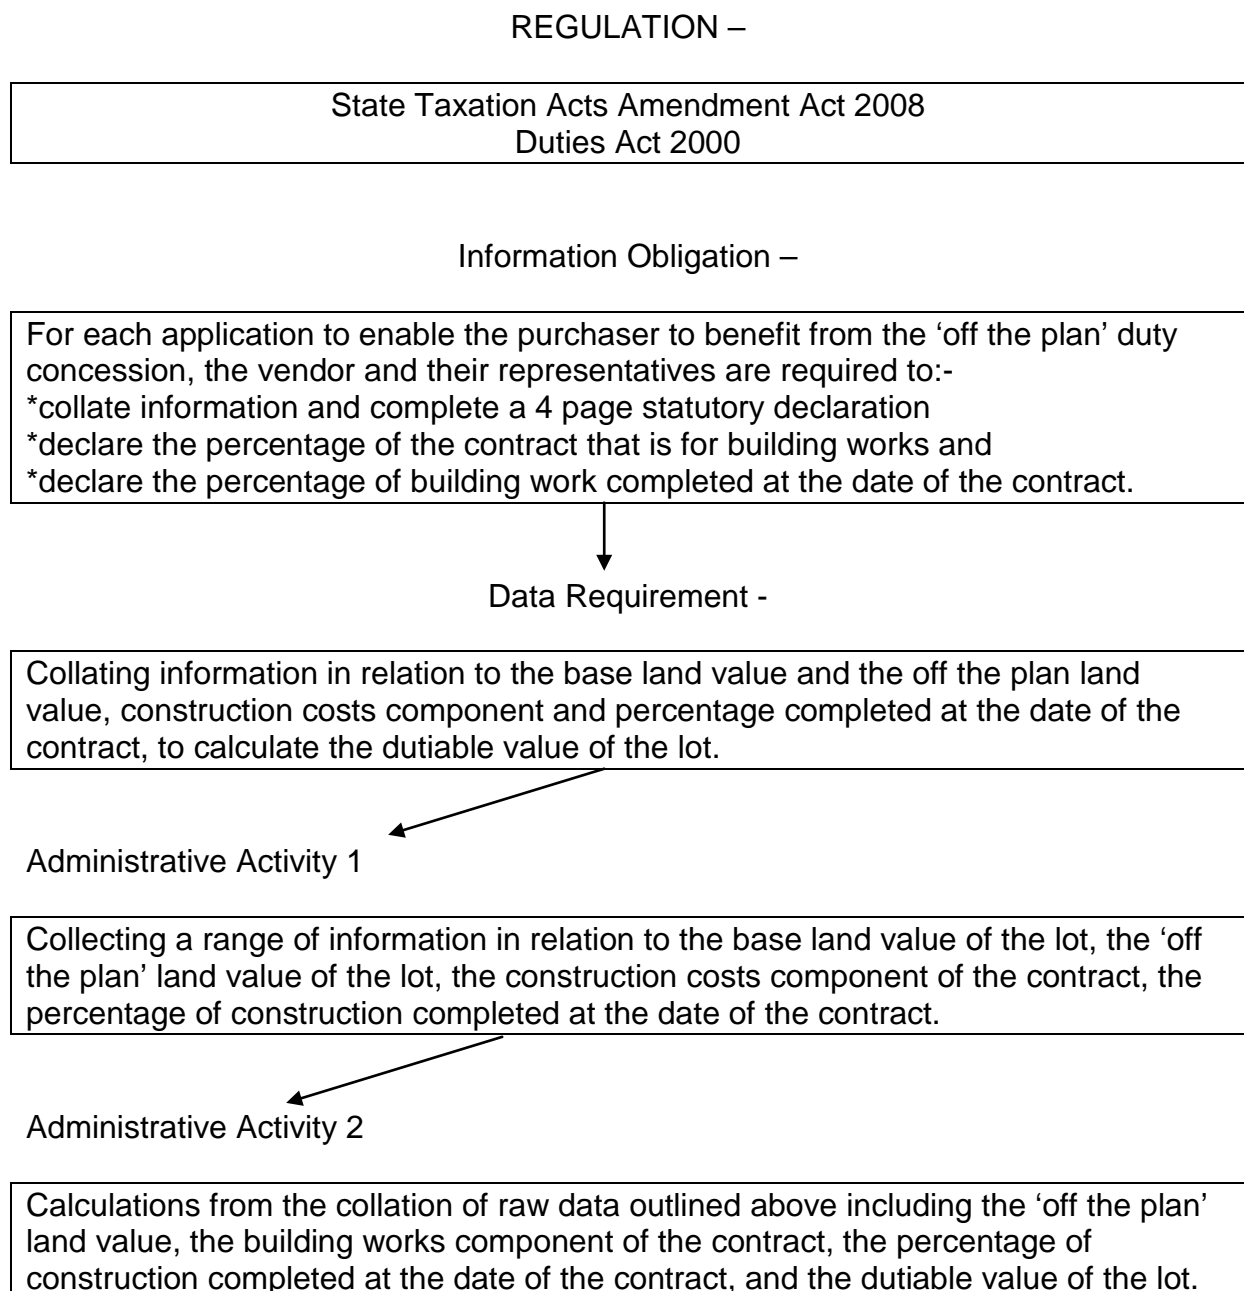 REGULATION –
State Taxation Acts Amendment Act 2008
Duties Act 2000
Information Obligation –
For each application to enable the purchaser to benefit from the ‘off the plan’ duty
concession, the vendor and their representatives are required to:-
*collate information and complete a 4 page statutory declaration
*declare the percentage of the contract that is for building works and
*declare the percentage of building work completed at the date of the contract.
Data Requirement -
Collating information in relation to the base land value and the off the plan land
value, construction costs component and percentage completed at the date of the
contract, to calculate the dutiable value of the lot.
Administrative Activity 1
Collecting a range of information in relation to the base land value of the lot, the ‘off
the plan’ land value of the lot, the construction costs component of the contract, the
percentage of construction completed at the date of the contract.
Administrative Activity 2
Calculations from the collation of raw data outlined above including the ‘off the plan’
land value, the building works component of the contract, the percentage of
construction completed at the date of the contract, and the dutiable value of the lot.